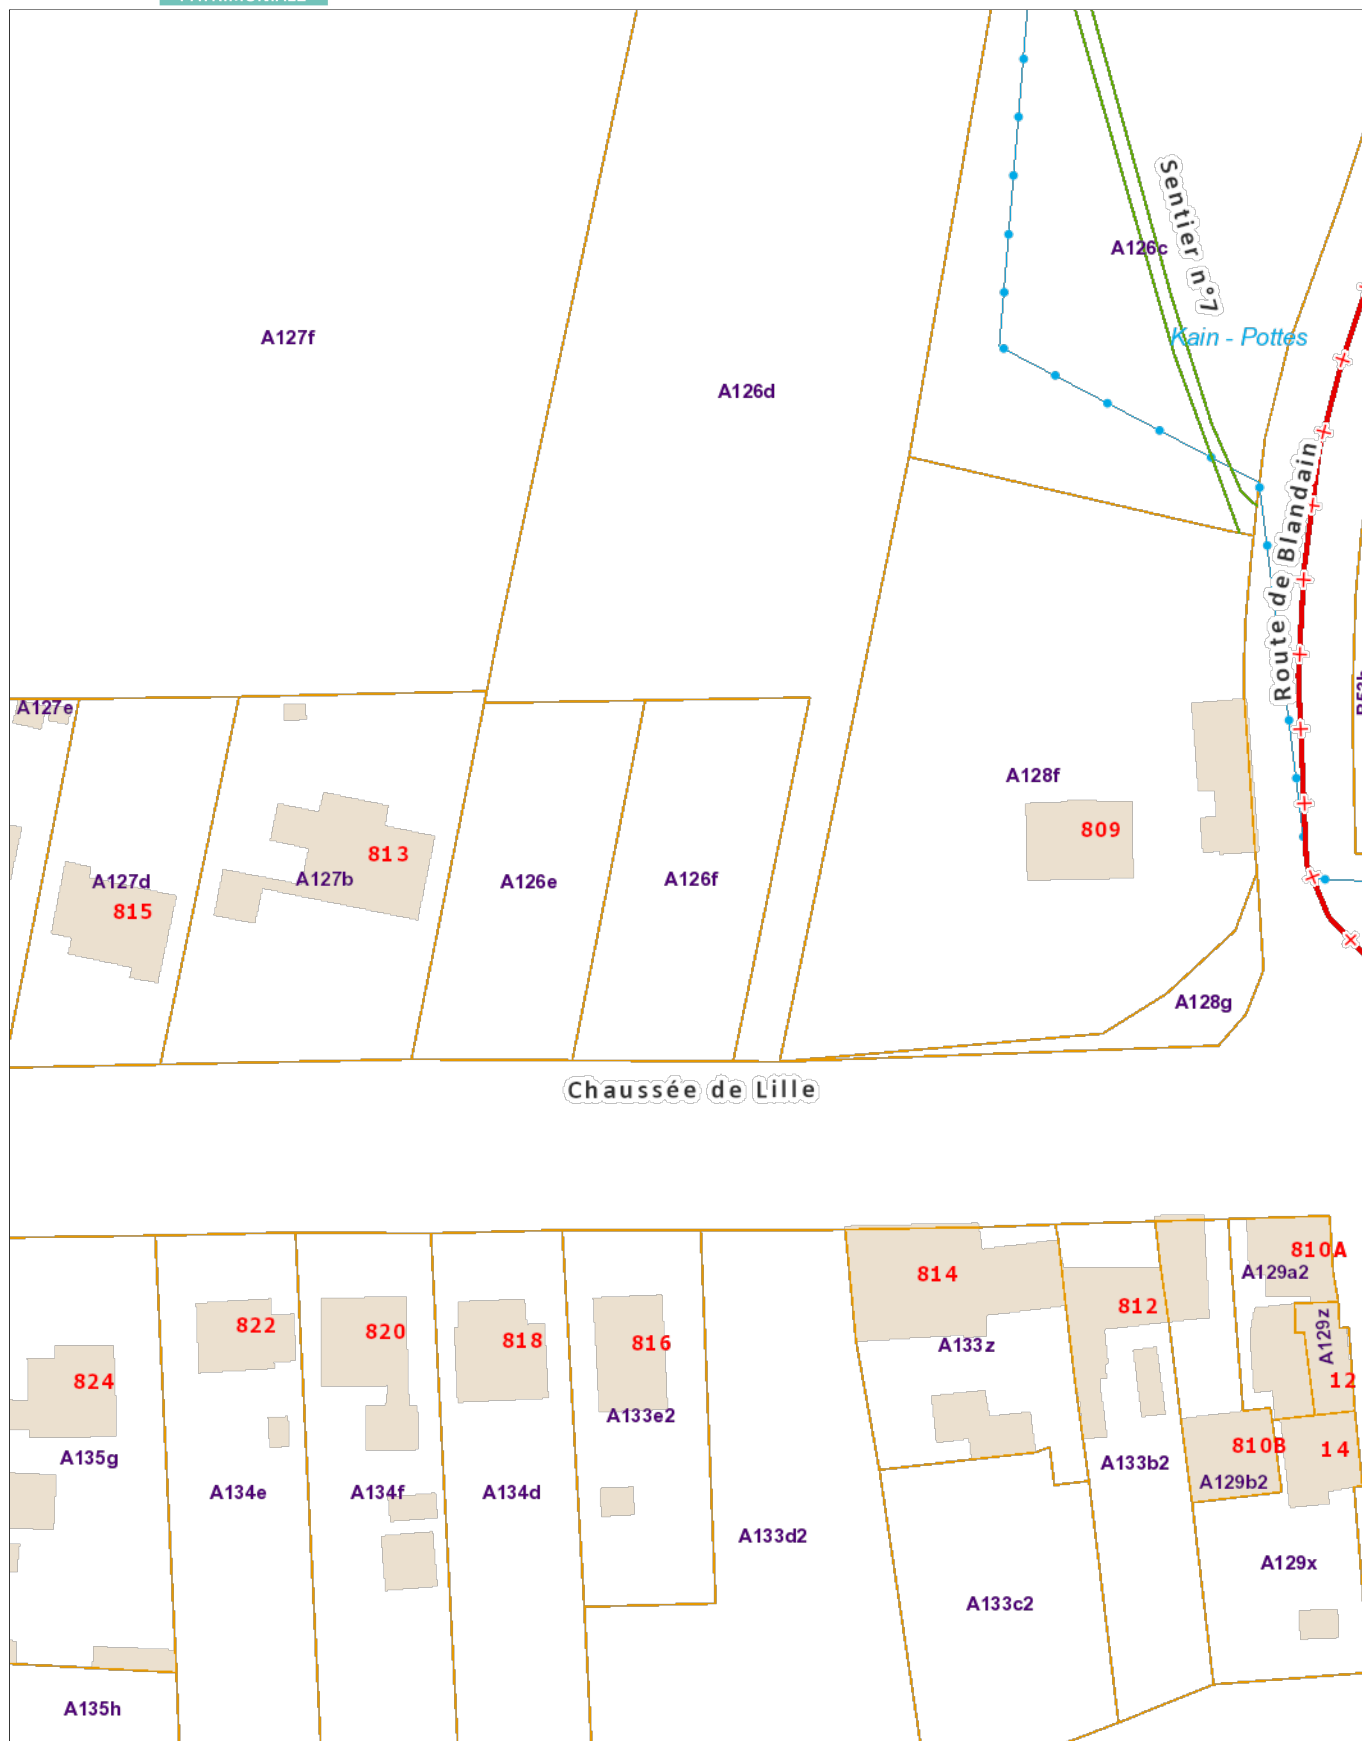 Sentier n°7
A126c
A127f
Kain - Pottes
A126d
Route de Blandain
A127e
A128f
809
813
A127b
A127d
815
A126e
A126f
A128g
Chaussée de Lille
810A
A129a2
814
812
A129z
822
820
818
816
A133z
824
12
A133e2
810B
14
A135g
A133b2
A129b2
A134e
A134f
A134d
A133d2
A129x
A133c2
A135h